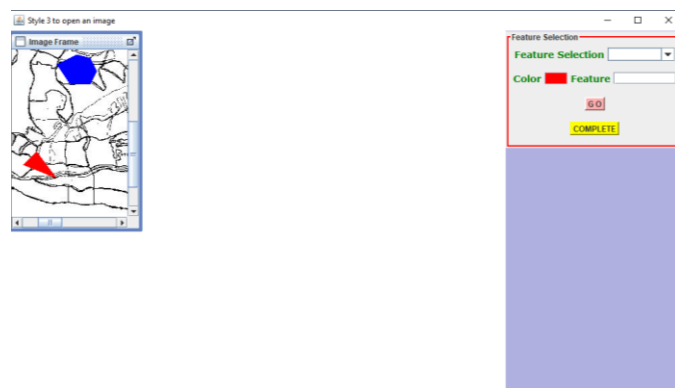 Style 3 to open an image
Image Frame
Feature Selection
Feature Selection
Color Feature
GO
COMPLETE